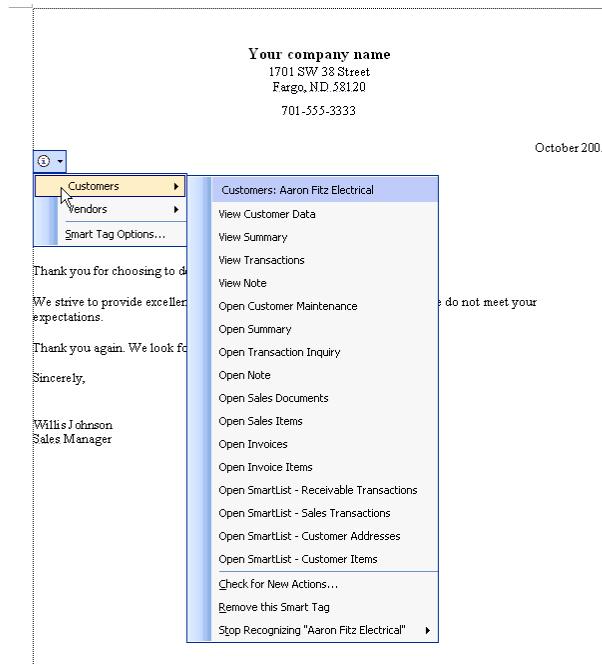 Your company name
1701 SW 38 Street
Fargo, ND 58120
701-555-3333
October 200
Customers
Vendors
Smart Tag Options...
Customers: Aaron Fitz Electrical
View Customer Data
View Summary
View Transactions
View Note
Open Customer Maintenance
Open Summary
Open Transaction Inquiry
Open Note
Open Sales Documents
Open Sales Items
Open Invoices
Open Invoice Items
Open SmartList - Receivable Transactions
Open SmartList - Sales Transactions
Open SmartList - Customer Addresses
Open SmartList - Customer Items
Check for New Actions...
Remove this Smart Tag
Stop Recognizing "Aaron Fitz Electrical"
Thank you for choosing to d
We strive to provide excellen e do not meet your
expectations.
Thank you again. We look fo
Sincerely,
Willis Johnson
Sales Manager